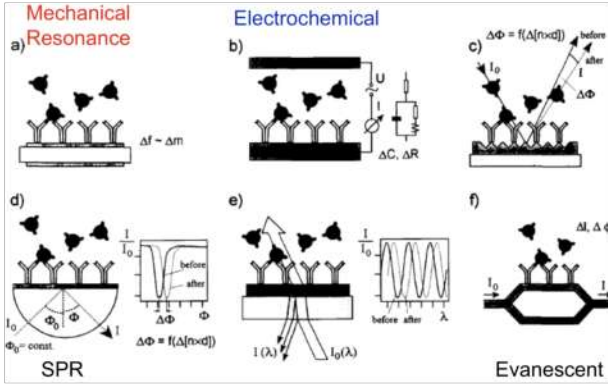 Mechanical
Resonance
Electrochemical
a)
Δf ~ Δm
b)
U
I
ΔC, ΔR
c)
ΔΦ = f(Δ[n×d])
before
after
I₀
I
ΔΦ
d)
I
I₀
before
after
ΔΦ
Φ
I₀
Φ₀
Φ
I
Φ₀ = const.
ΔΦ = f(Δ[n×d])
SPR
e)
I
I₀
before
after
λ
I(λ)
I₀(λ)
f)
ΔI, Δ
I₀
I
Evanescent